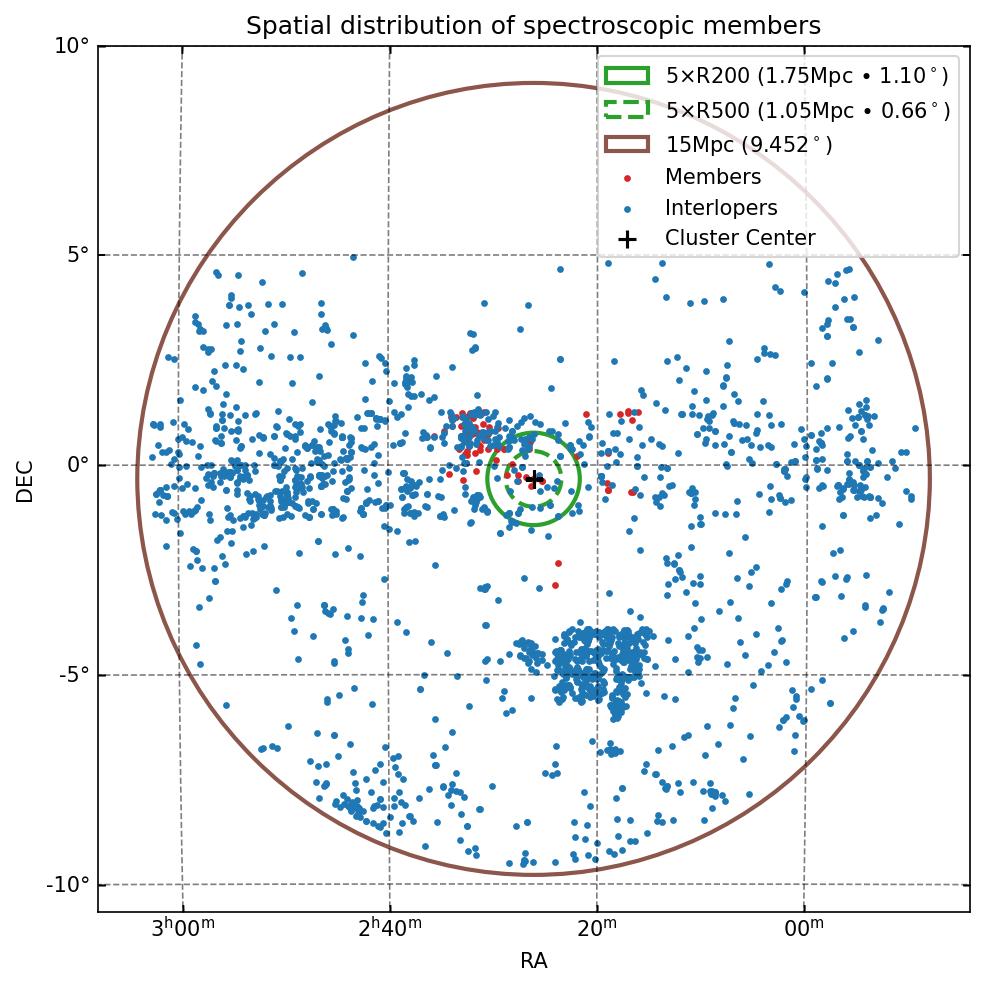 Spatial distribution of spectroscopic members
10°
5×R200 (1.75Mpc • 1.10°)
5×R500 (1.05Mpc • 0.66°)
15Mpc (9.452°)
Members
Interlopers
Cluster Center
5°
0°
-5°
-10°
DEC
3h00m 2h40m 20m 00m
RA